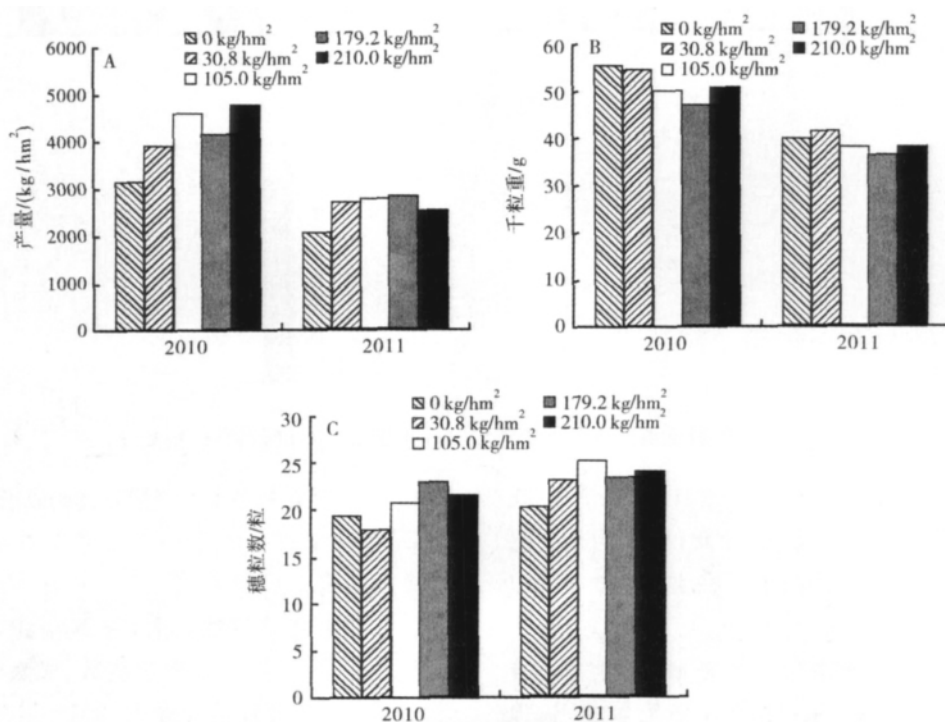 A
0 kg/hm²
179.2 kg/hm²
30.8 kg/hm²
210.0 kg/hm²
105.0 kg/hm²
产量/(kg/hm²)
6000
5000
4000
3000
2000
1000
0
2010
2011
B
0 kg/hm²
179.2 kg/hm²
30.8 kg/hm²
210.0 kg/hm²
105.0 kg/hm²
千粒重/g
60
50
40
30
20
10
0
2010
2011
C
0 kg/hm²
179.2 kg/hm²
30.8 kg/hm²
210.0 kg/hm²
105.0 kg/hm²
穗粒数/粒
30
25
20
15
10
5
0
2010
2011